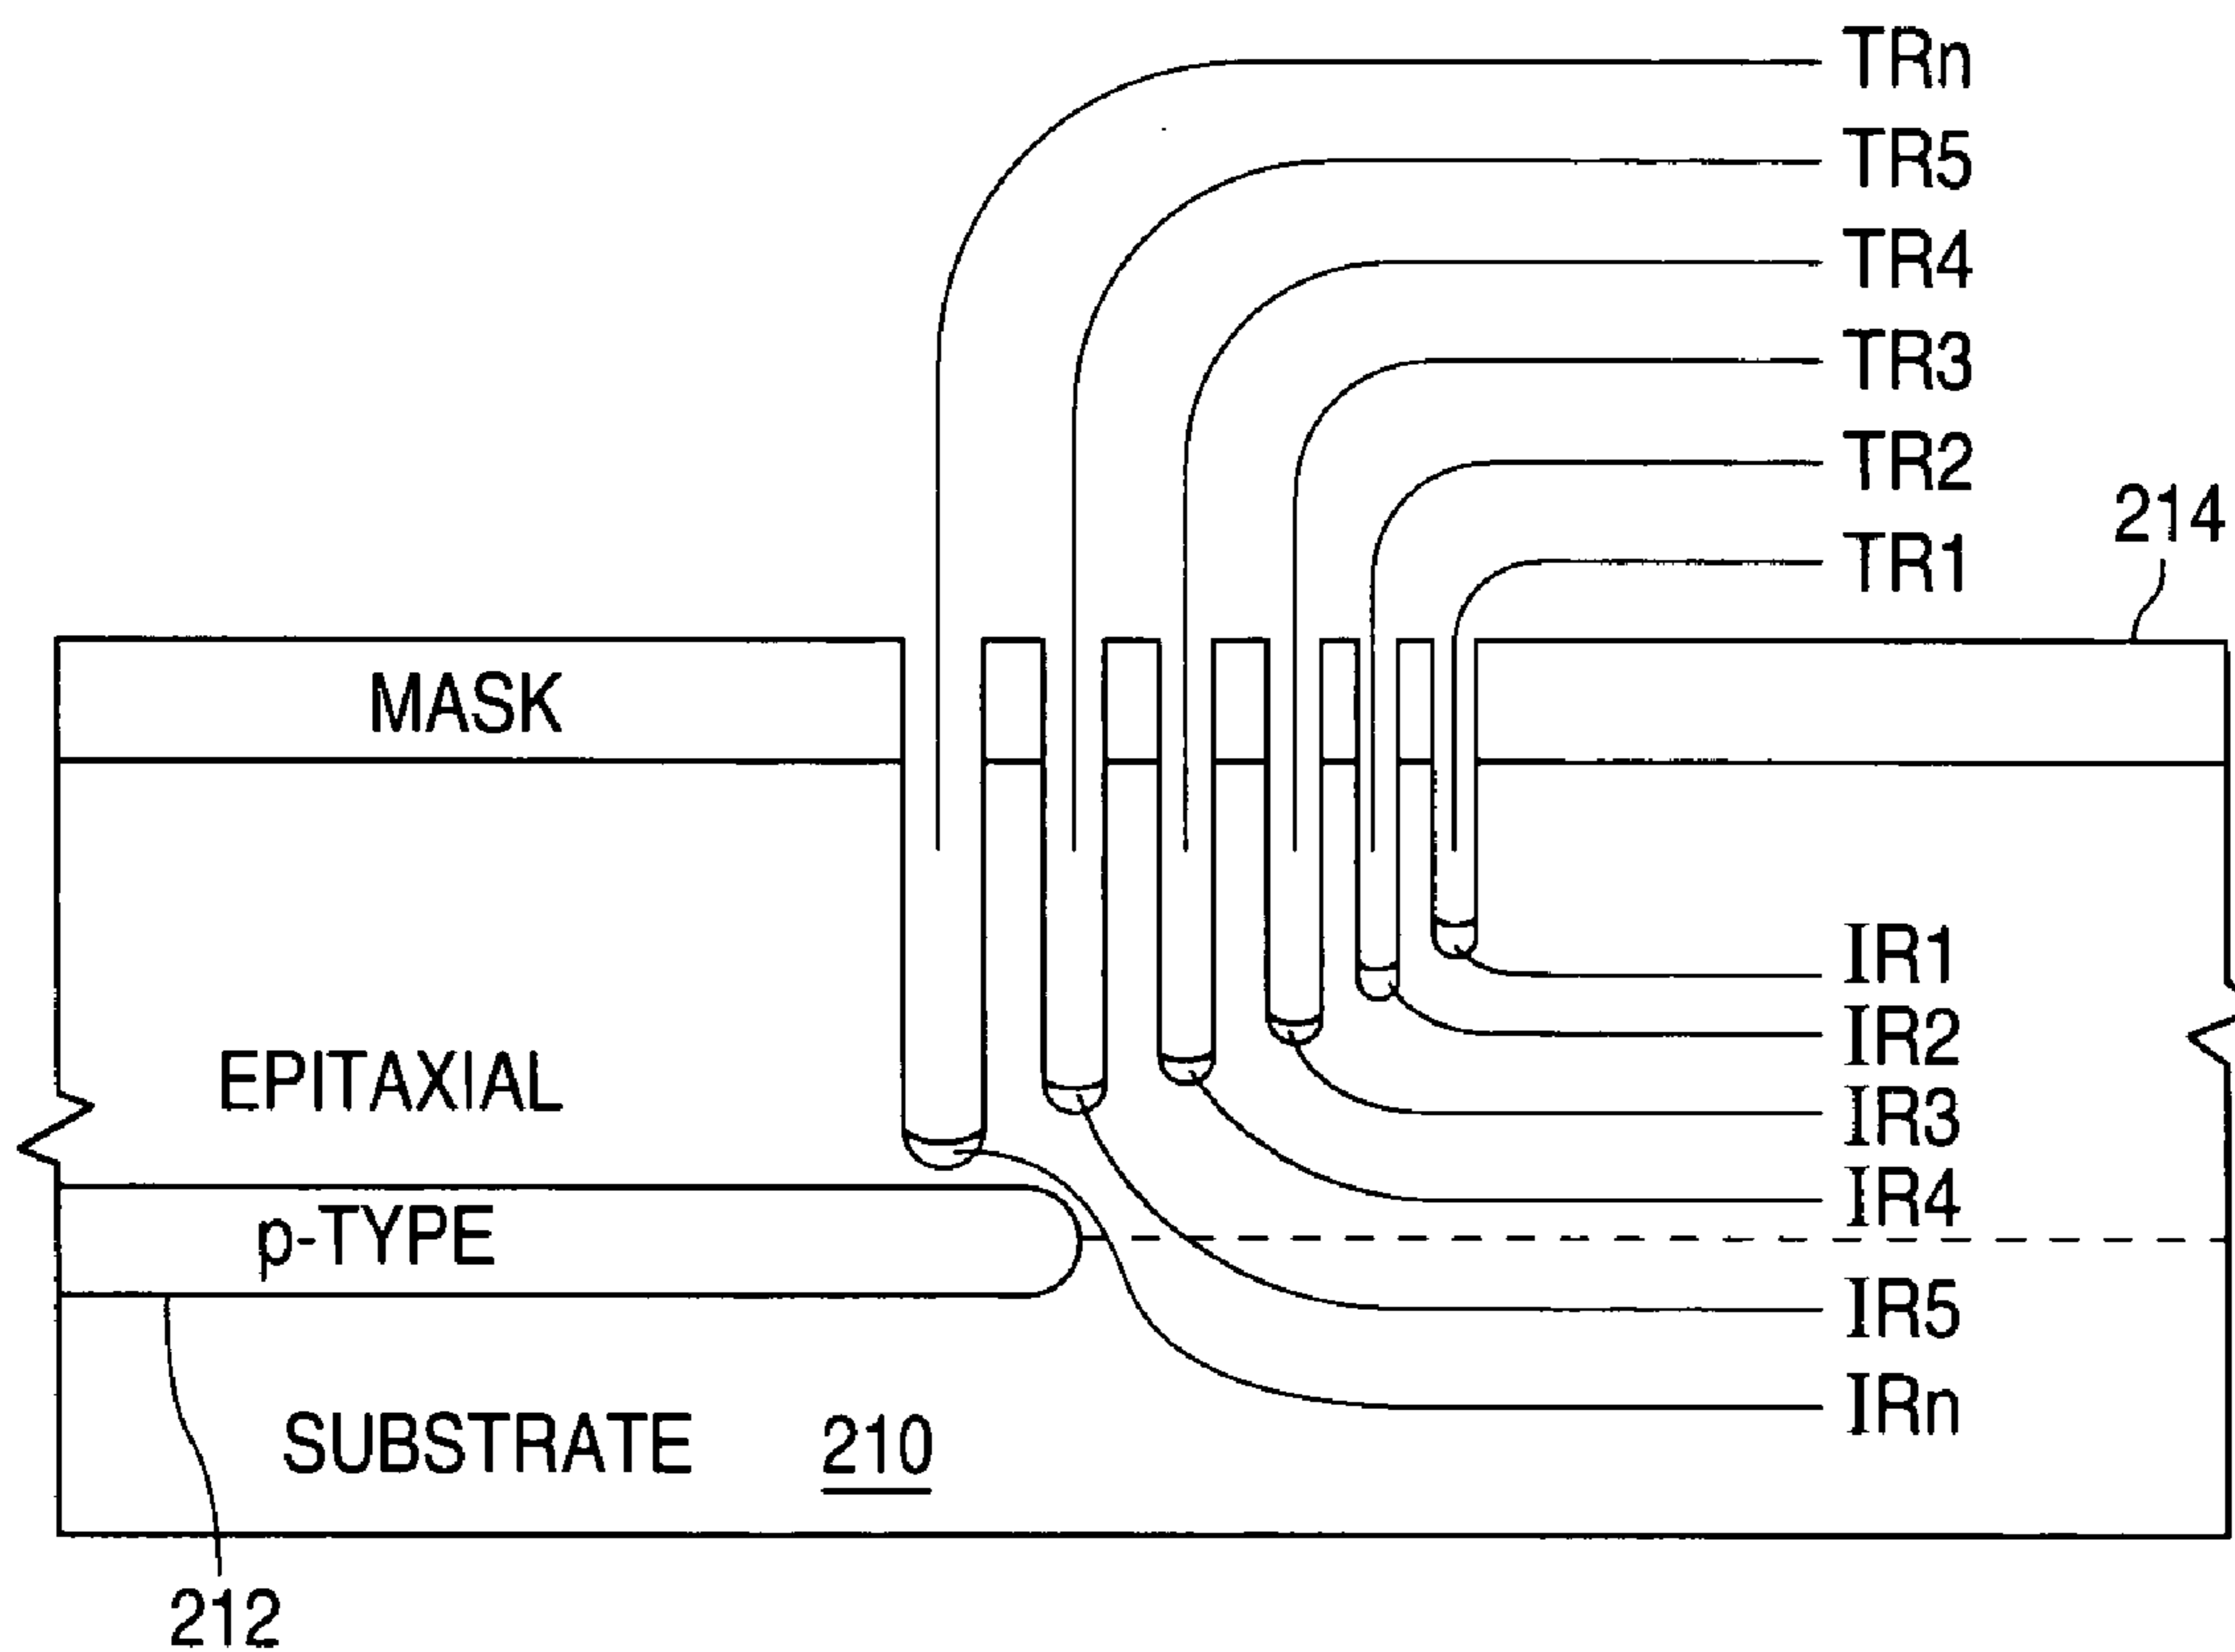 TRn
TR5
TR4
TR3
TR2
TR1
214
MASK
IR1
IR2
EPITAXIAL
IR3
IR4
p-TYPE
IR5
IRn
SUBSTRATE 210
212